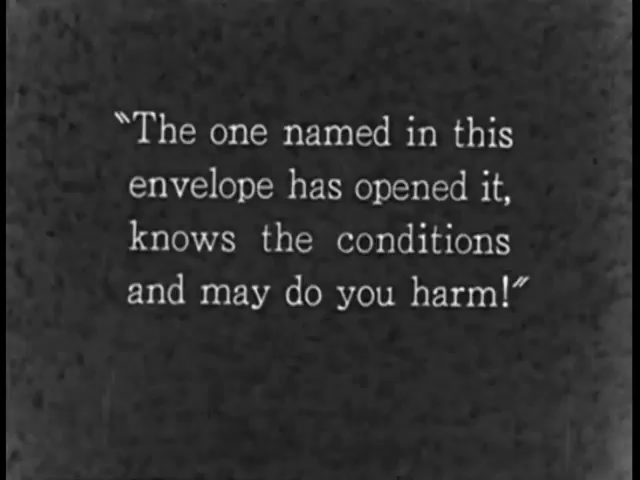 "The one named in this
envelope has opened it,
knows the conditions
and may do you harm!"